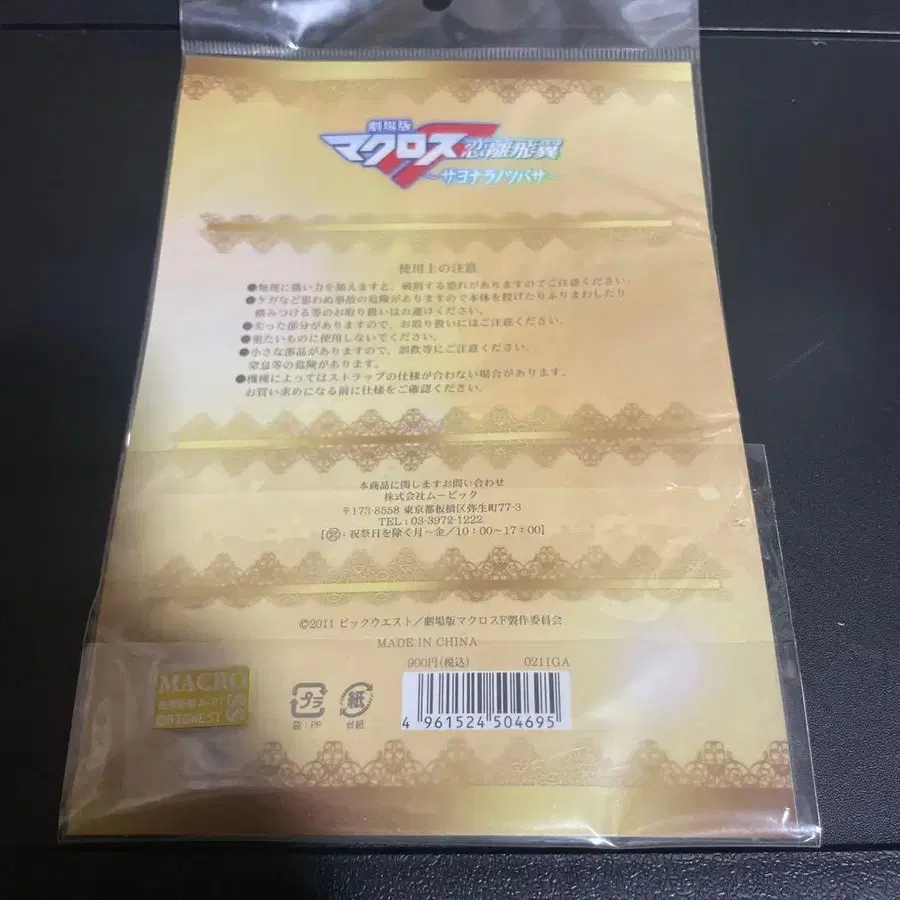 劇場版
マクロスF 恋離飛翼
～サヨナラノツバサ～
使用上の注意
●無理に強い力を加えますと、破損する恐れがありますのでご注意ください。
●ケガなど思わぬ事故の危険がありますので本体を投げたりふりまわしたり
踏みつける等のお取り扱いはお避けください。
●尖った部分がありますので、お取り扱いにはご注意ください。
●重たいものに使用しないでください。
●小さな部品がありますので、誤飲等にご注意ください。
窒息等の危険があります。
●機種によってはストラップの仕様が合わない場合があります。
お買い求めになる前に仕様をご確認ください。
本商品に関しますお問い合わせ
株式会社ムービック
〒173-8558 東京都板橋区弥生町77-3
TEL:03-3972-1222
【営:祝祭日を除く月～金/10:00～17:00】
©2011 ビックウエスト/劇場版マクロスF製作委員会
MADE IN CHINA
900円(税込) 0211GA
MACROSS
©BIGWEST
プラ 紙
袋:PP 台紙
4 961524 504695